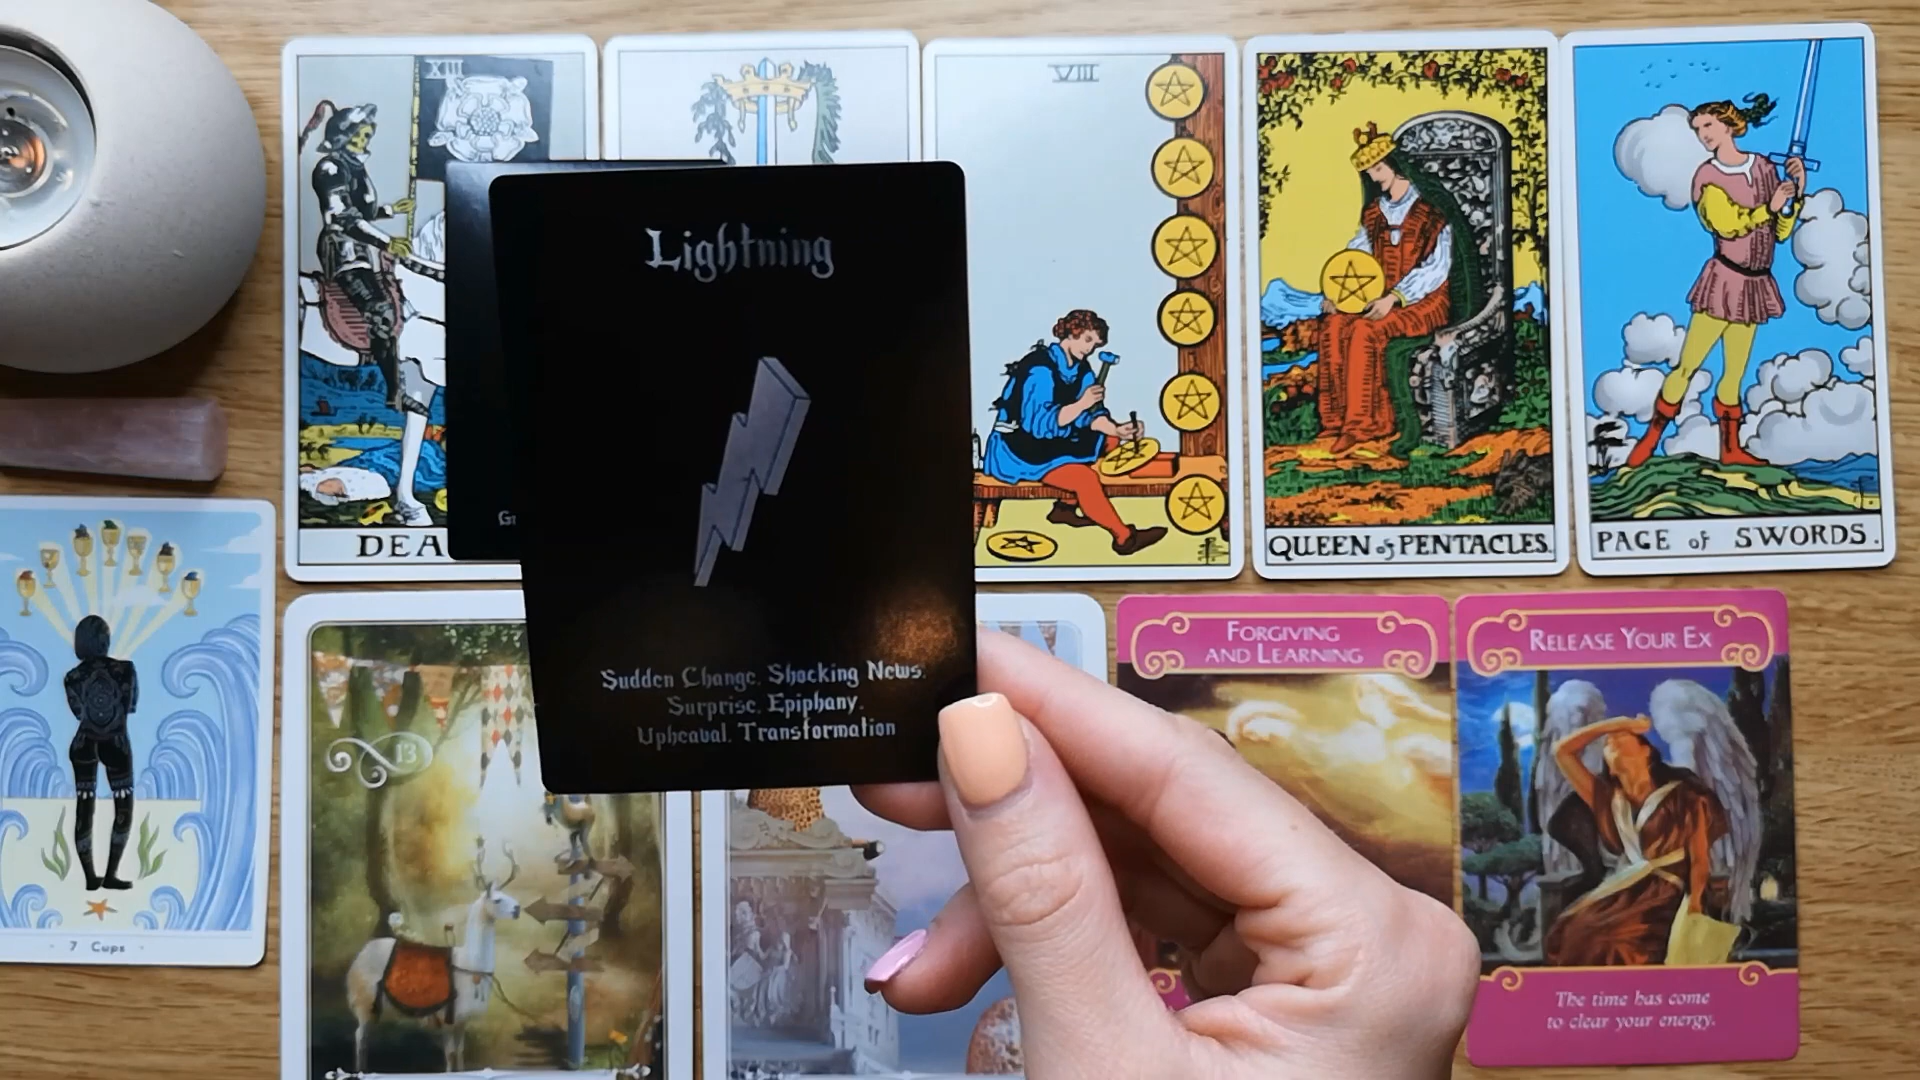 XIII
VIII
DEA
QUEEN of PENTACLES.
PAGE of SWORDS.
Lightning
Sudden Change, Shocking News,
Surprise, Epiphany,
Upheaval, Transformation
FORGIVING
AND LEARNING
RELEASE YOUR EX
13
7 Cups
The time has come
to clear your energy.